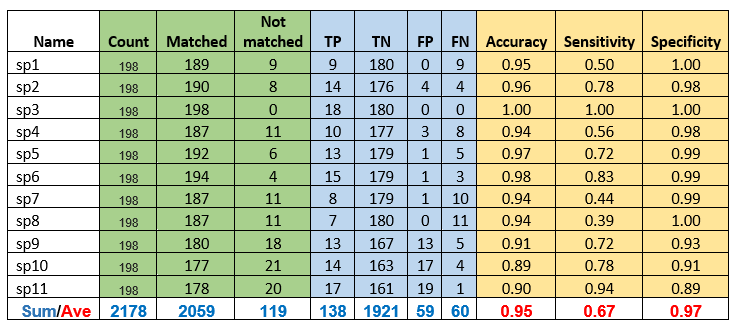 Name Count Matched Not matched TP TN FP FN Accuracy Sensitivity Specificity
sp1 198 189 9 9 180 0 9 0.95 0.50 1.00
sp2 198 190 8 14 176 4 4 0.96 0.78 0.98
sp3 198 198 0 18 180 0 0 1.00 1.00 1.00
sp4 198 187 11 10 177 3 8 0.94 0.56 0.98
sp5 198 192 6 13 179 1 5 0.97 0.72 0.99
sp6 198 194 4 15 179 1 3 0.98 0.83 0.99
sp7 198 187 11 8 179 1 10 0.94 0.44 0.99
sp8 198 187 11 7 180 0 11 0.94 0.39 1.00
sp9 198 180 18 13 167 13 5 0.91 0.72 0.93
sp10 198 177 21 14 163 17 4 0.89 0.78 0.91
sp11 198 178 20 17 161 19 1 0.90 0.94 0.89
Sum/Ave 2178 2059 119 138 1921 59 60 0.95 0.67 0.97